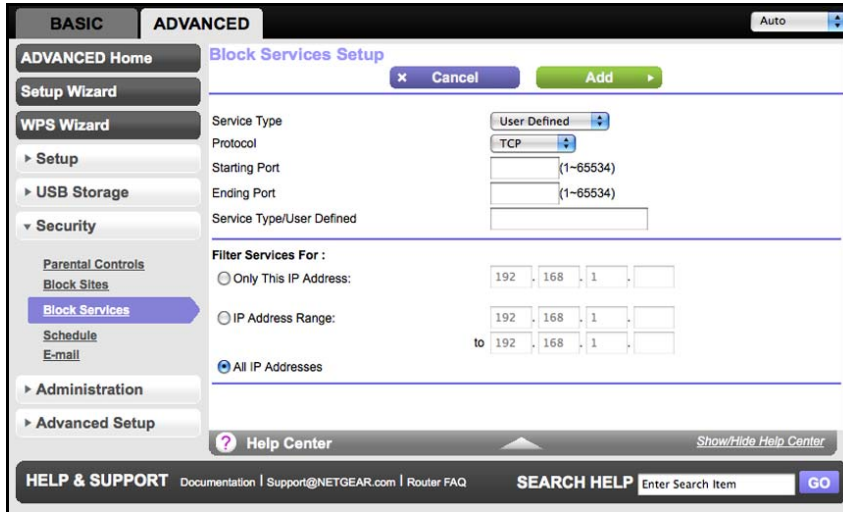 BASIC
ADVANCED
Auto
ADVANCED Home
Setup Wizard
WPS Wizard
Setup
USB Storage
Security
Parental Controls
Block Sites
Block Services
Schedule
E-mail
Administration
Advanced Setup
Block Services Setup
x Cancel
Add
Service Type User Defined
Protocol TCP
Starting Port (1~65534)
Ending Port (1~65534)
Service Type/User Defined
Filter Services For :
Only This IP Address: 192 . 168 . 1 .
IP Address Range: 192 . 168 . 1 .
to 192 . 168 . 1 .
All IP Addresses
? Help Center Show/Hide Help Center
HELP & SUPPORT Documentation | Support@NETGEAR.com | Router FAQ SEARCH HELP Enter Search Item GO